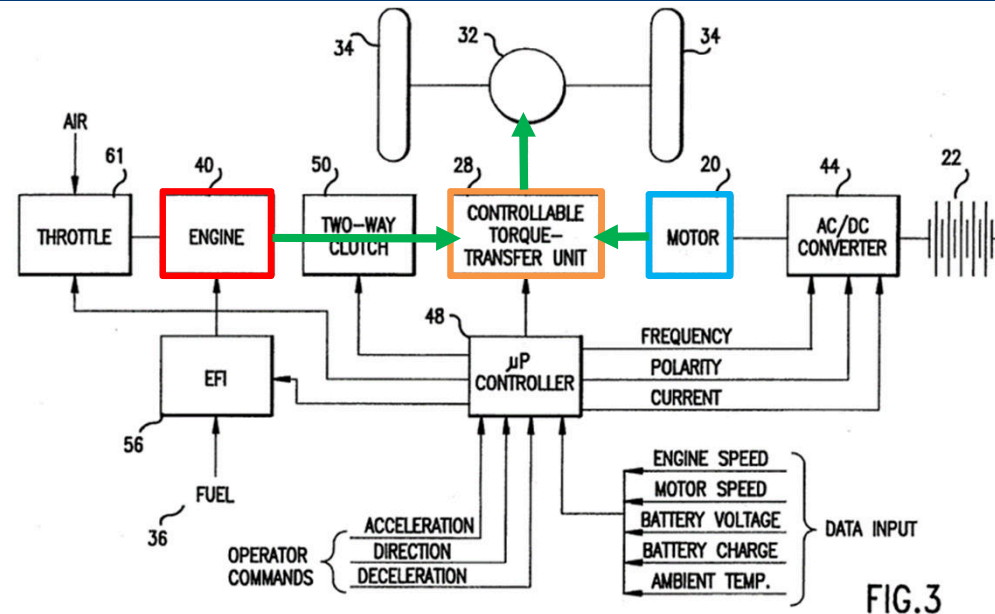 34
32
34
AIR
61
40
50
28
20
44
22
THROTTLE
ENGINE
TWO-WAY
CLUTCH
CONTROLLABLE
TORQUE-
TRANSFER UNIT
MOTOR
AC/DC
CONVERTER
48
EFI
µP
CONTROLLER
FREQUENCY
POLARITY
CURRENT
56
FUEL
36
OPERATOR
COMMANDS
ACCELERATION
DIRECTION
DECELERATION
ENGINE SPEED
MOTOR SPEED
BATTERY VOLTAGE
BATTERY CHARGE
AMBIENT TEMP.
DATA INPUT
FIG.3